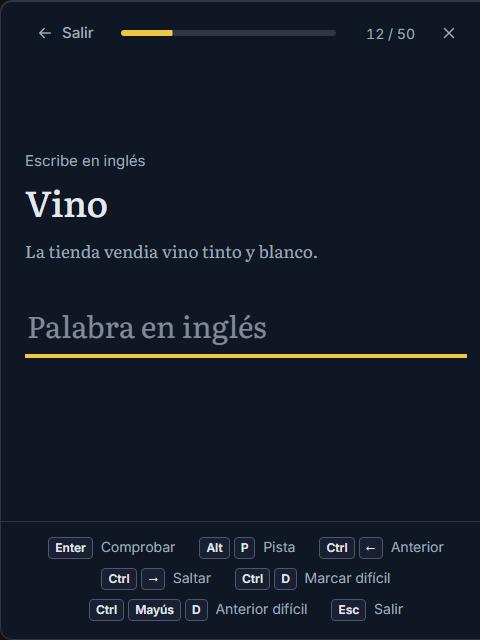 ← Salir 12 / 50 ×
Escribe en inglés
Vino
La tienda vendia vino tinto y blanco.
Palabra en inglés
Enter Comprobar Alt P Pista Ctrl ← Anterior
Ctrl → Saltar Ctrl D Marcar difícil
Ctrl Mayús D Anterior difícil Esc Salir